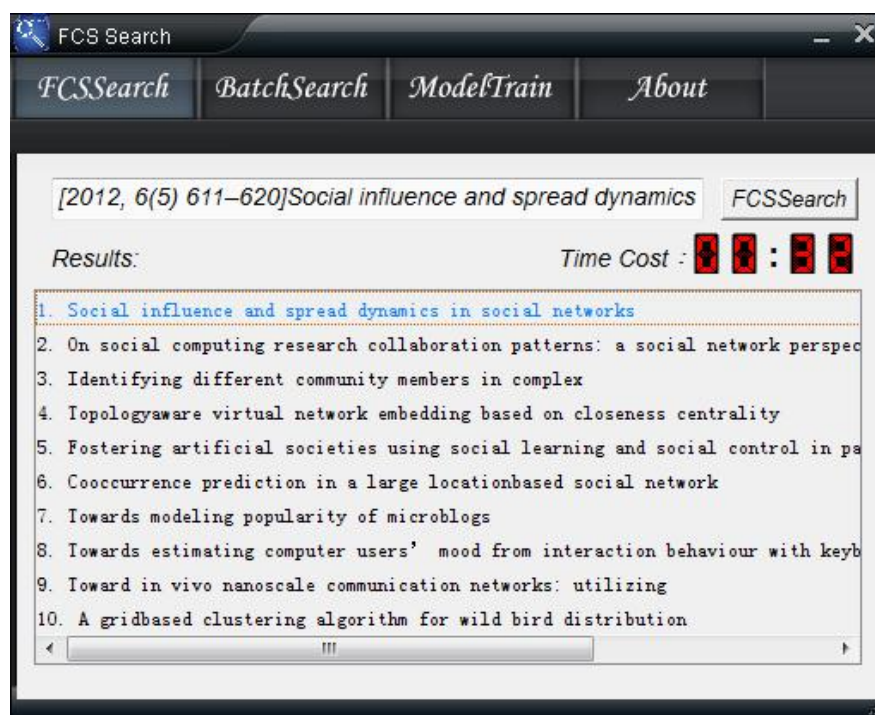 FCS Search
FCSSearch BatchSearch ModelTrain About
[2012, 6(5) 611–620]Social influence and spread dynamics FCSSearch
Results: Time Cost :
1. Social influence and spread dynamics in social networks
2. On social computing research collaboration patterns: a social network perspec
3. Identifying different community members in complex
4. Topologyaware virtual network embedding based on closeness centrality
5. Fostering artificial societies using social learning and social control in pa
6. Cooccurrence prediction in a large locationbased social network
7. Towards modeling popularity of microblogs
8. Towards estimating computer users’ mood from interaction behaviour with keyb
9. Toward in vivo nanoscale communication networks: utilizing
10. A gridbased clustering algorithm for wild bird distribution